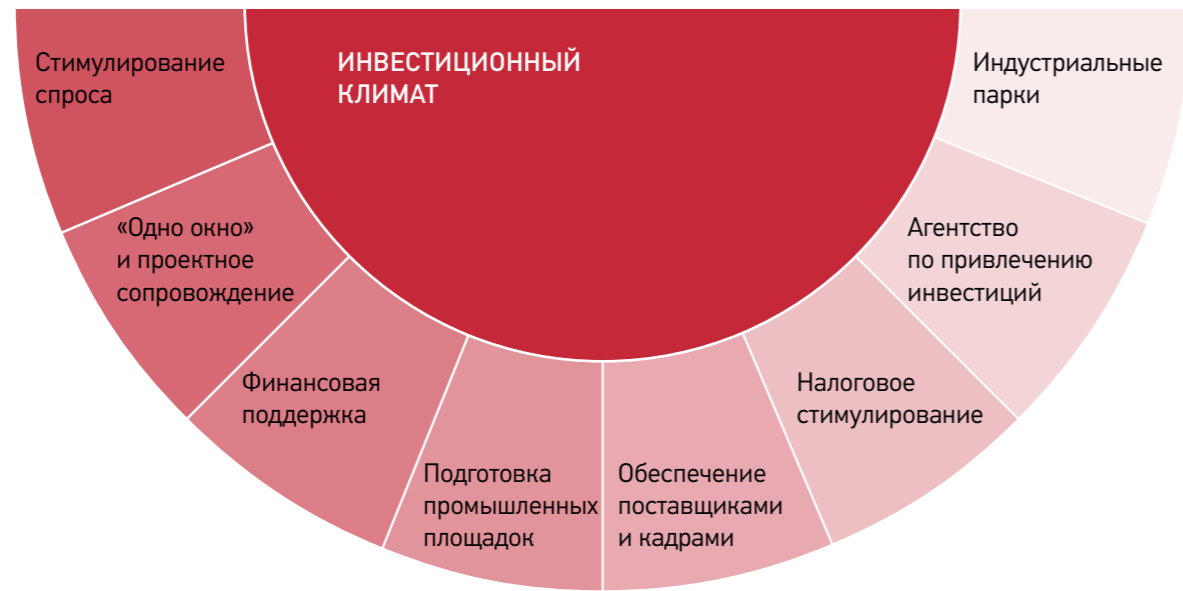 Стимулирование
спроса
ИНВЕСТИЦИОННЫЙ
КЛИМАТ
Индустриальные
парки
«Одно окно»
и проектное
сопровождение
Агентство
по привлечению
инвестиций
Финансовая
поддержка
Налоговое
стимулирование
Подготовка
промышленных
площадок
Обеспечение
поставщиками
и кадрами